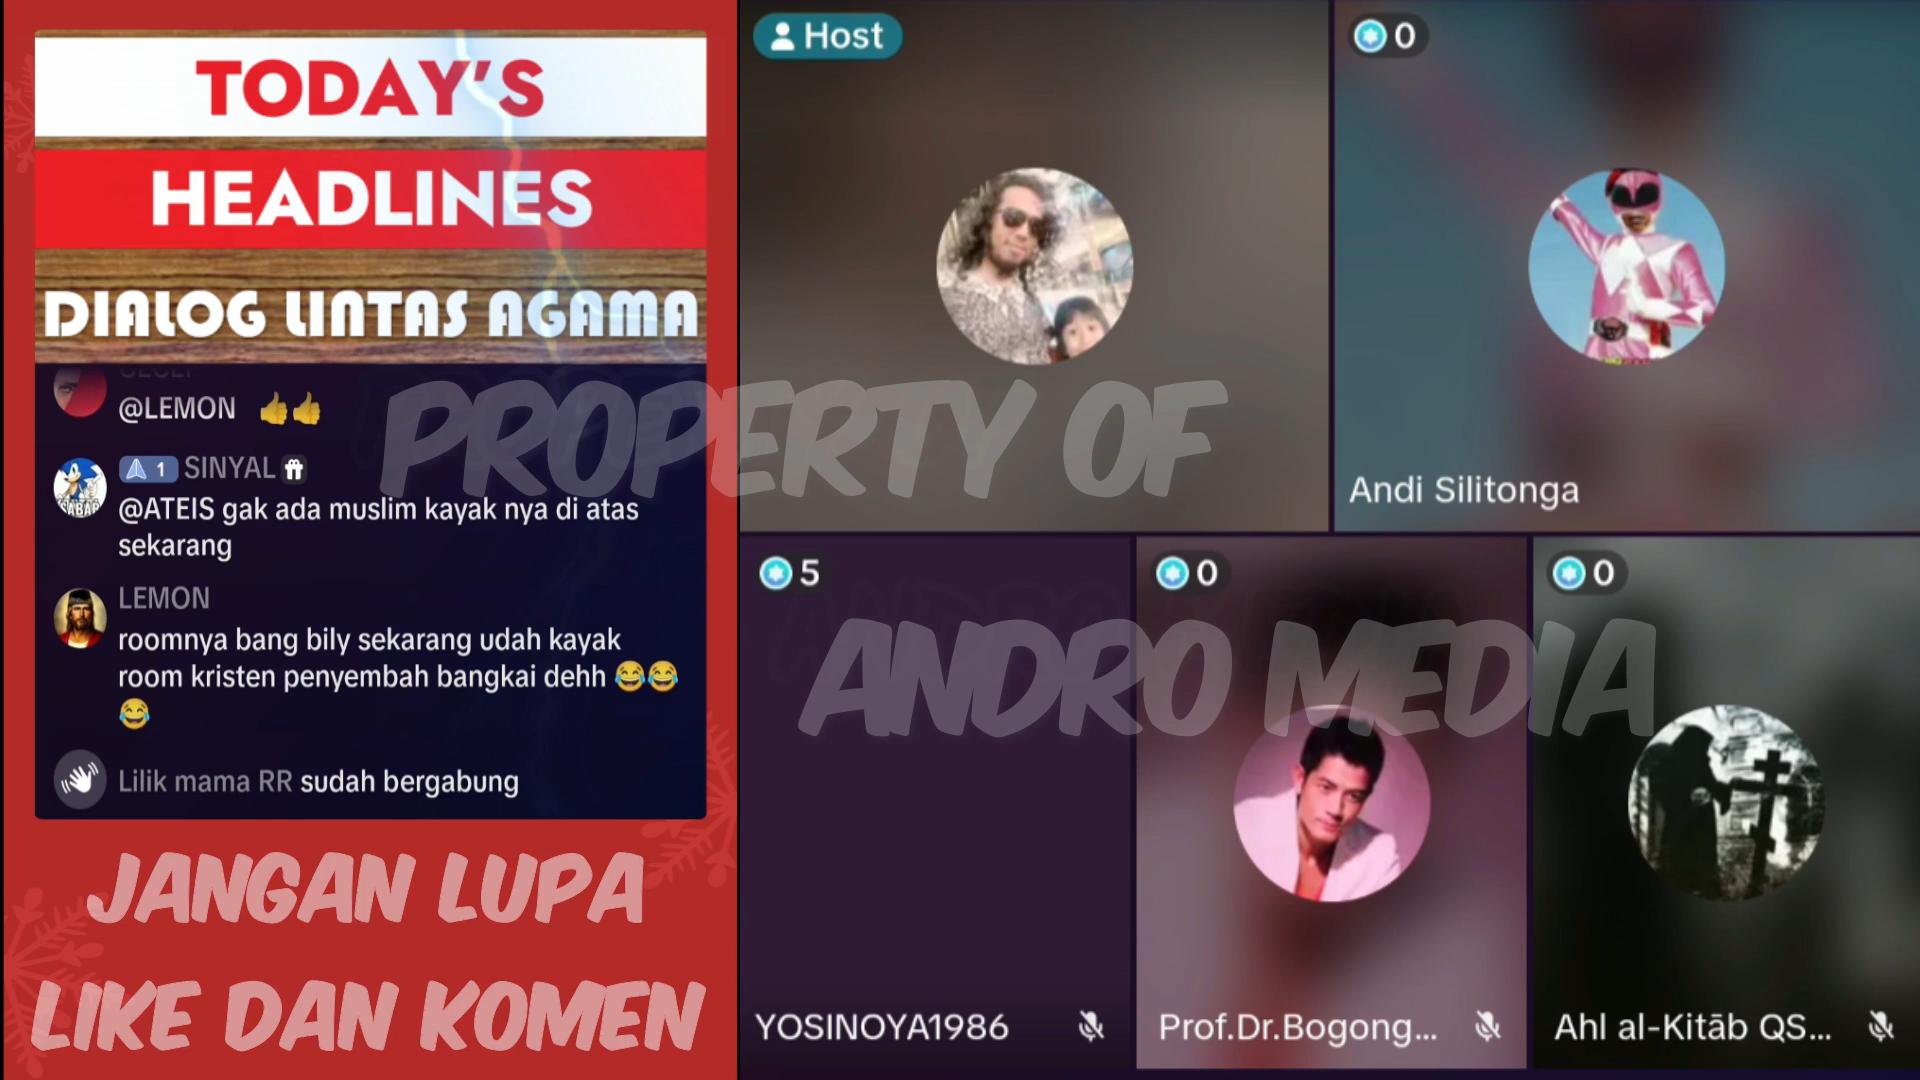 TODAY'S
HEADLINES
DIALOG LINTAS AGAMA
@LEMON 👍👍
1 SINYAL
@ATEIS gak ada muslim kayak nya di atas
sekarang
LEMON
roomnya bang bily sekarang udah kayak
room kristen penyembah bangkai dehh 😂😂
😂
Lilik mama RR sudah bergabung
JANGAN LUPA
LIKE DAN KOMEN
Host
0
Andi Silitonga
5
0
0
YOSINOYA1986
Prof.Dr.Bogong...
Ahl al-Kitāb QS...
PROPERTY OF
ANDRO MEDIA